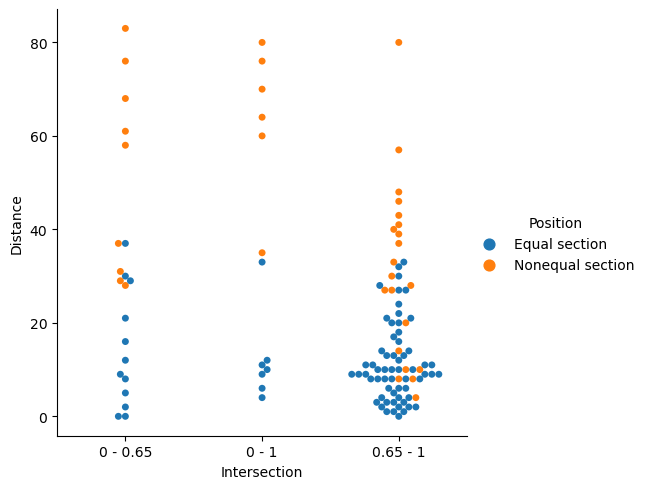 80
60
40
20
0
Distance
0 - 0.65
0 - 1
0.65 - 1
Intersection
Position
Equal section
Nonequal section